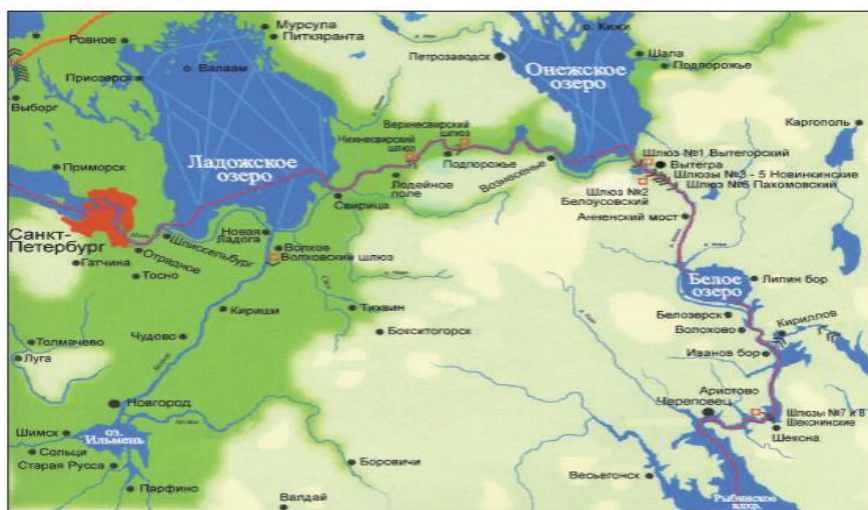 Мурсула
Питкяранта
Ровное
о. Кижи
Шала
Подпорожье
Петрозаводск
Онежское
озеро
о. Валаам
Приозерск
Выборг
Каргополь
Верхнесвирский
шлюз
Нижнесвирский
шлюз
Ладожское
озеро
Подпорожье
Вознесенье
Лодейное
поле
Свирица
Шлюз №1 Вытегорский
Вытегра
Шлюзы №3 - 5 Новинкинские
Шлюз №6 Пахомовский
Шлюз №2
Белоусовский
Анненский мост
Приморск
Санкт-
Петербург
Нева
Шлиссельбург
Отрадное
Гатчина
Тосно
Новая
Ладога
Волхов
Волховский шлюз
Тихвин
Бокситогорск
Кириши
Чудово
Толмачево
Луга
Белое
озеро
Липин бор
Белозерск
Волохово
Кириллов
Иванов бор
Аристово
Череповец
Шлюзы №7 и 8
Шекснинские
Шексна
Новгород
Шимск
оз.
Ильмень
Сольцы
Старая Русса
Парфино
Боровичи
Валдай
Весьегонск
Рыбинское